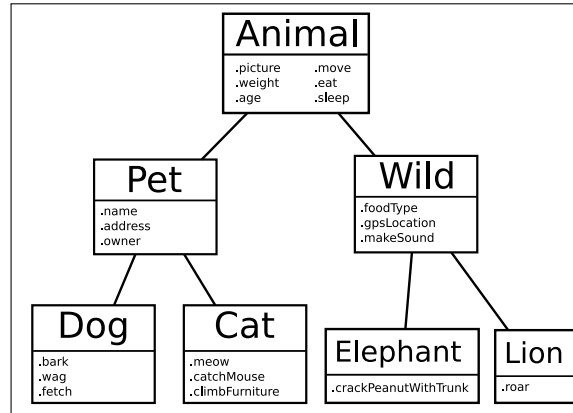 Animal
.picture .move
.weight .eat
.age .sleep
Pet
.name
.address
.owner
Wild
.foodType
.gpsLocation
.makeSound
Dog
.bark
.wag
.fetch
Cat
.meow
.catchMouse
.climbFurniture
Elephant
.crackPeanutWithTrunk
Lion
.roar